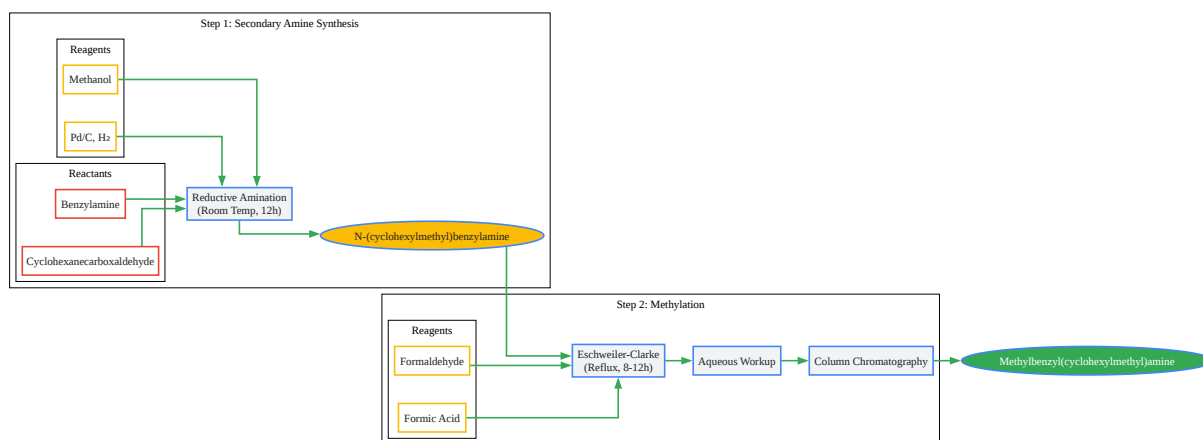 Step 1: Secondary Amine Synthesis
Reagents
Methanol
Pd/C, H₂
Reactants
Benzylamine
Cyclohexanecarboxaldehyde
Reductive Amination
(Room Temp, 12h)
N-(cyclohexylmethyl)benzylamine
Step 2: Methylation
Reagents
Formaldehyde
Formic Acid
Eschweiler-Clarke
(Reflux, 8-12h)
Aqueous Workup
Column Chromatography
Methylbenzyl(cyclohexylmethyl)amine